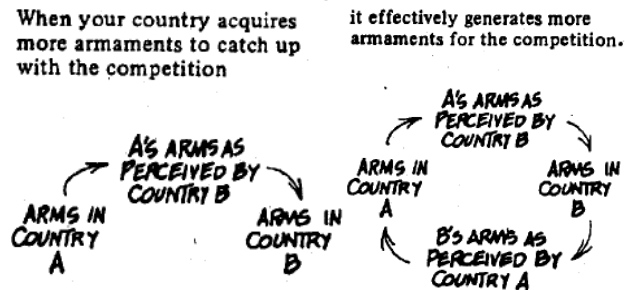 When your country acquires
more armaments to catch up
with the competition
it effectively generates more
armaments for the competition.
A'S ARMS AS
PERCEIVED BY
COUNTRY B
ARMS IN
COUNTRY
A
ARMS IN
COUNTRY
B
A'S ARMS AS
PERCEIVED BY
COUNTRY B
ARMS IN
COUNTRY
A
ARMS IN
COUNTRY
B
B'S ARMS AS
PERCEIVED BY
COUNTRY A